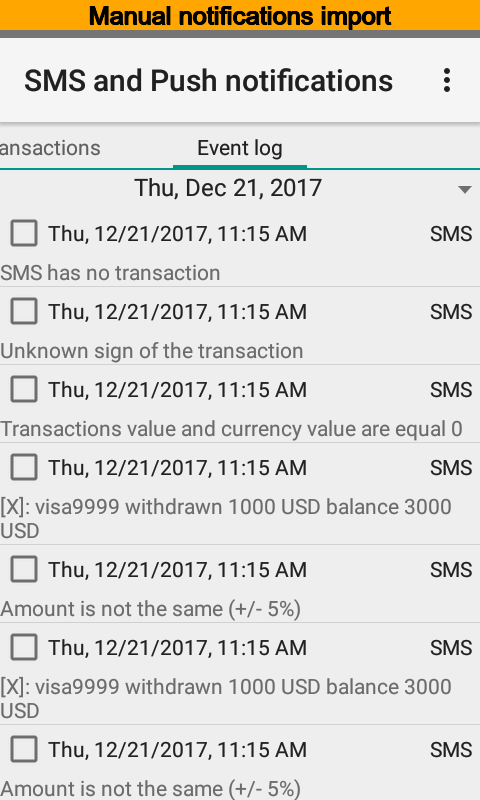 Manual notifications import
SMS and Push notifications
ansactions Event log
Thu, Dec 21, 2017
Thu, 12/21/2017, 11:15 AM SMS
SMS has no transaction
Thu, 12/21/2017, 11:15 AM SMS
Unknown sign of the transaction
Thu, 12/21/2017, 11:15 AM SMS
Transactions value and currency value are equal 0
Thu, 12/21/2017, 11:15 AM SMS
[X]: visa9999 withdrawn 1000 USD balance 3000
USD
Thu, 12/21/2017, 11:15 AM SMS
Amount is not the same (+/- 5%)
Thu, 12/21/2017, 11:15 AM SMS
[X]: visa9999 withdrawn 1000 USD balance 3000
USD
Thu, 12/21/2017, 11:15 AM SMS
Amount is not the same (+/- 5%)